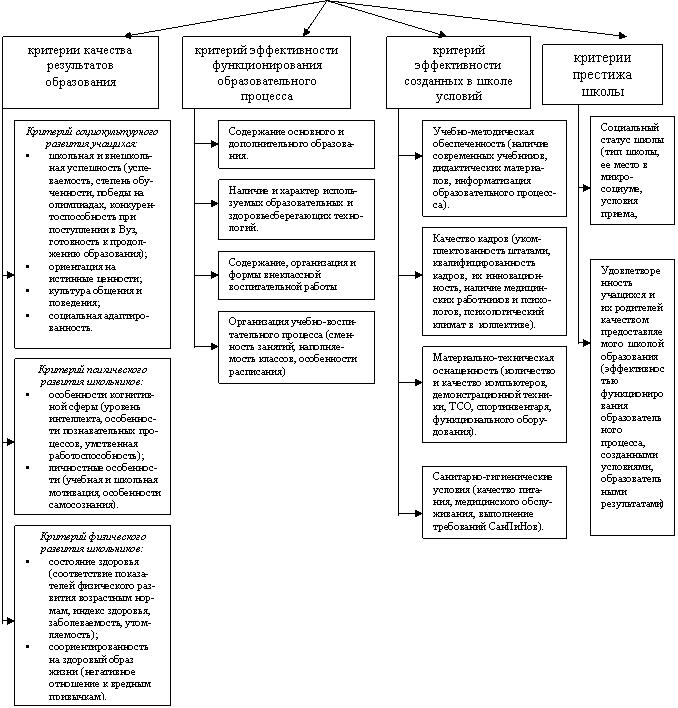 критерии качества
результатов
образования
критерий эффективности
функционирования
образовательного
процесса
критерий
эффективности
созданных в школе
условий
критерии
престижа
школы
Критерий социокультурного
развития учащихся:
• школьная и внешколь-
ная успешность (успе-
ваемость, степень обу-
ченности, победы на
олимпиадах, конкурен-
тоспособность при
поступлении в Вуз,
готовность к продол-
жению образования);
• ориентация на
истинные ценности;
• культура общения и
поведения;
• социальная адаптиро-
ванность.
Критерий психического
развития школьников:
• особенности когнитив-
ной сферы (уровень
интеллекта, особеннос-
ти познавательных про-
цессов, умственная
работоспособность);
• личностные особеннос-
ти (учебная и школьная
мотивация, особенности
самосознания).
Критерий физического
развития школьников:
• состояние здоровья
(соответствие показа-
телей физического раз-
вития возрастным нор-
мам, индекс здоровья,
заболеваемость, утом-
ляемость);
• соориентированность
на здоровый образ
жизни (негативное
отношение к вредным
привычкам).
Содержание основного и
дополнительного образова-
ния.
Наличие и характер исполь-
зуемых образовательных и
здоровьесберегающих техно-
логий.
Содержание, организация и
формы внеклассной
воспитательной работы
Организация учебно-воспи-
тательного процесса (смен-
ность занятий, наполня-
емость классов, особенности
расписания)
Учебно-методическая
обеспеченность (наличие
современных учебников,
дидактических материа-
лов, информатизация
образовательного процесс-
са).
Качество кадров (уком-
плектованность штатами,
квалифицированность
кадров, их инновацион-
ность, наличие медицин-
ских работников и психо-
логов, психологический
климат в коллективе).
Материально-техническая
оснащенность (количество
и качество компьютеров,
демонстрационной техни-
ки, ТСО, спортинвентаря,
функционального обору-
дования).
Санитарно-гигиенические
условия (качество пита-
ния, медицинского обслу-
живания, выполнение
требований СанПиНов).
Социальный
статус школы
(тип школы,
ее место в
микро-
социуме,
условия
приема,
Удовлетворе
нность
учащихся и
их родителей
качеством
предоставляе
мого школой
образования
(эффективнос
тью
функциониро
вания
образователь
ного
процесса,
созданными
условиями,
образователь
ными
результатами)